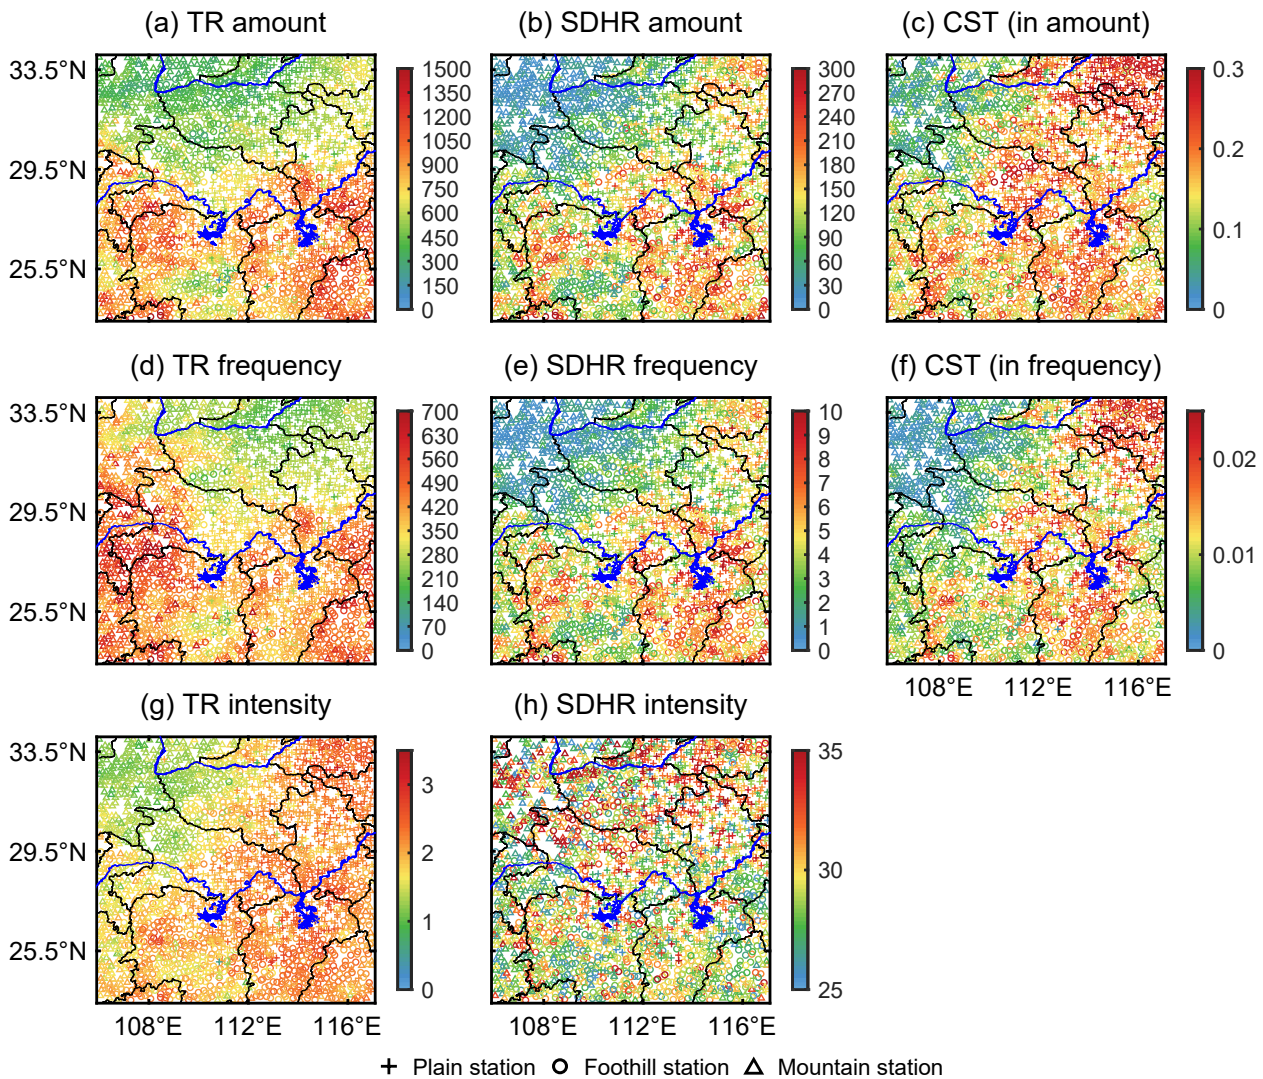 (a) TR amount
(b) SDHR amount
(c) CST (in amount)
33.5°N
29.5°N
25.5°N
1500
1350
1200
1050
900
750
600
450
300
150
0
300
270
240
210
180
150
120
90
60
30
0
0.3
0.2
0.1
0
(d) TR frequency
(e) SDHR frequency
(f) CST (in frequency)
33.5°N
29.5°N
25.5°N
700
630
560
490
420
350
280
210
140
70
0
10
9
8
7
6
5
4
3
2
1
0
0.02
0.01
0
108°E 112°E 116°E
(g) TR intensity
(h) SDHR intensity
33.5°N
29.5°N
25.5°N
3
2
1
0
35
30
25
108°E 112°E 116°E
108°E 112°E 116°E
Plain station Foothill station Mountain station